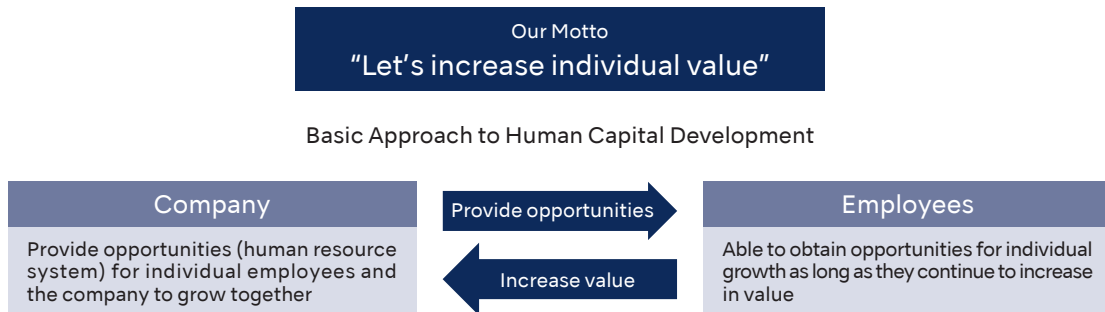 Our Motto
“Let’s increase individual value”
Basic Approach to Human Capital Development
Company
Provide opportunities (human resource
system) for individual employees and
the company to grow together
Provide opportunities
Increase value
Employees
Able to obtain opportunities for individual
growth as long as they continue to increase
in value